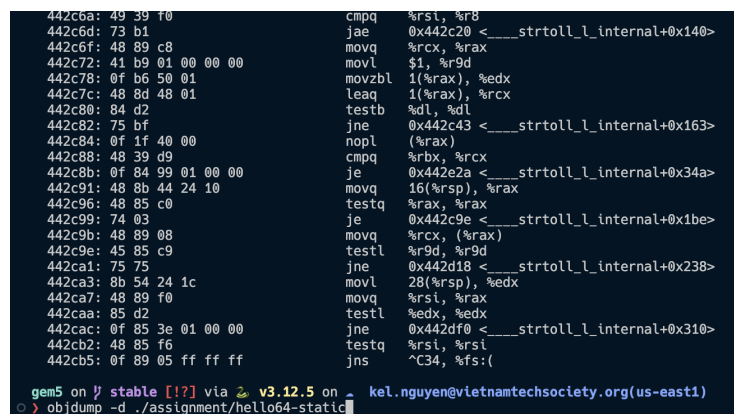 442c6a: 49 39 f0 cmpq %rsi, %r8
442c6d: 73 b1 jae 0x442c20 <____strtoll_l_internal+0x140>
442c6f: 48 89 c8 movq %rcx, %rax
442c72: 41 b9 01 00 00 00 movl $1, %r9d
442c78: 0f b6 50 01 movzbl 1(%rax), %edx
442c7c: 48 8d 48 01 leaq 1(%rax), %rcx
442c80: 84 d2 testb %dl, %dl
442c82: 75 bf jne 0x442c43 <____strtoll_l_internal+0x163>
442c84: 0f 1f 40 00 nopl (%rax)
442c88: 48 39 d9 cmpq %rbx, %rcx
442c8b: 0f 84 99 01 00 00 je 0x442e2a <____strtoll_l_internal+0x34a>
442c91: 48 8b 44 24 10 movq 16(%rsp), %rax
442c96: 48 85 c0 testq %rax, %rax
442c99: 74 03 je 0x442c9e <____strtoll_l_internal+0x1be>
442c9b: 48 89 08 movq %rcx, (%rax)
442c9e: 45 85 c9 testl %r9d, %r9d
442ca1: 75 75 jne 0x442d18 <____strtoll_l_internal+0x238>
442ca3: 8b 54 24 1c movl 28(%rsp), %edx
442ca7: 48 89 f0 movq %rsi, %rax
442caa: 85 d2 testl %edx, %edx
442cac: 0f 85 3e 01 00 00 jne 0x442df0 <____strtoll_l_internal+0x310>
442cb2: 48 85 f6 testq %rsi, %rsi
442cb5: 0f 89 05 ff ff ff jns ^C34, %fs:(
gem5 on stable [!?] via v3.12.5 on kel.nguyen@vietnamtechsociety.org(us-east1)
❯ objdump -d ./assignment/hello64-static